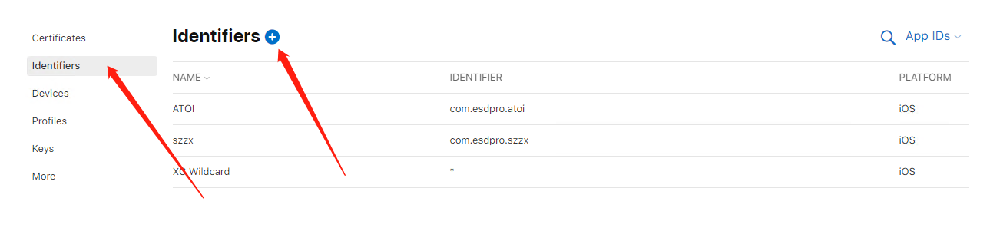 Certificates
Identifiers
Devices
Profiles
Keys
More
Identifiers
App IDs
NAME IDENTIFIER PLATFORM
ATOI com.esdpro.atoi iOS
szzx com.esdpro.szzx iOS
XC Wildcard * iOS